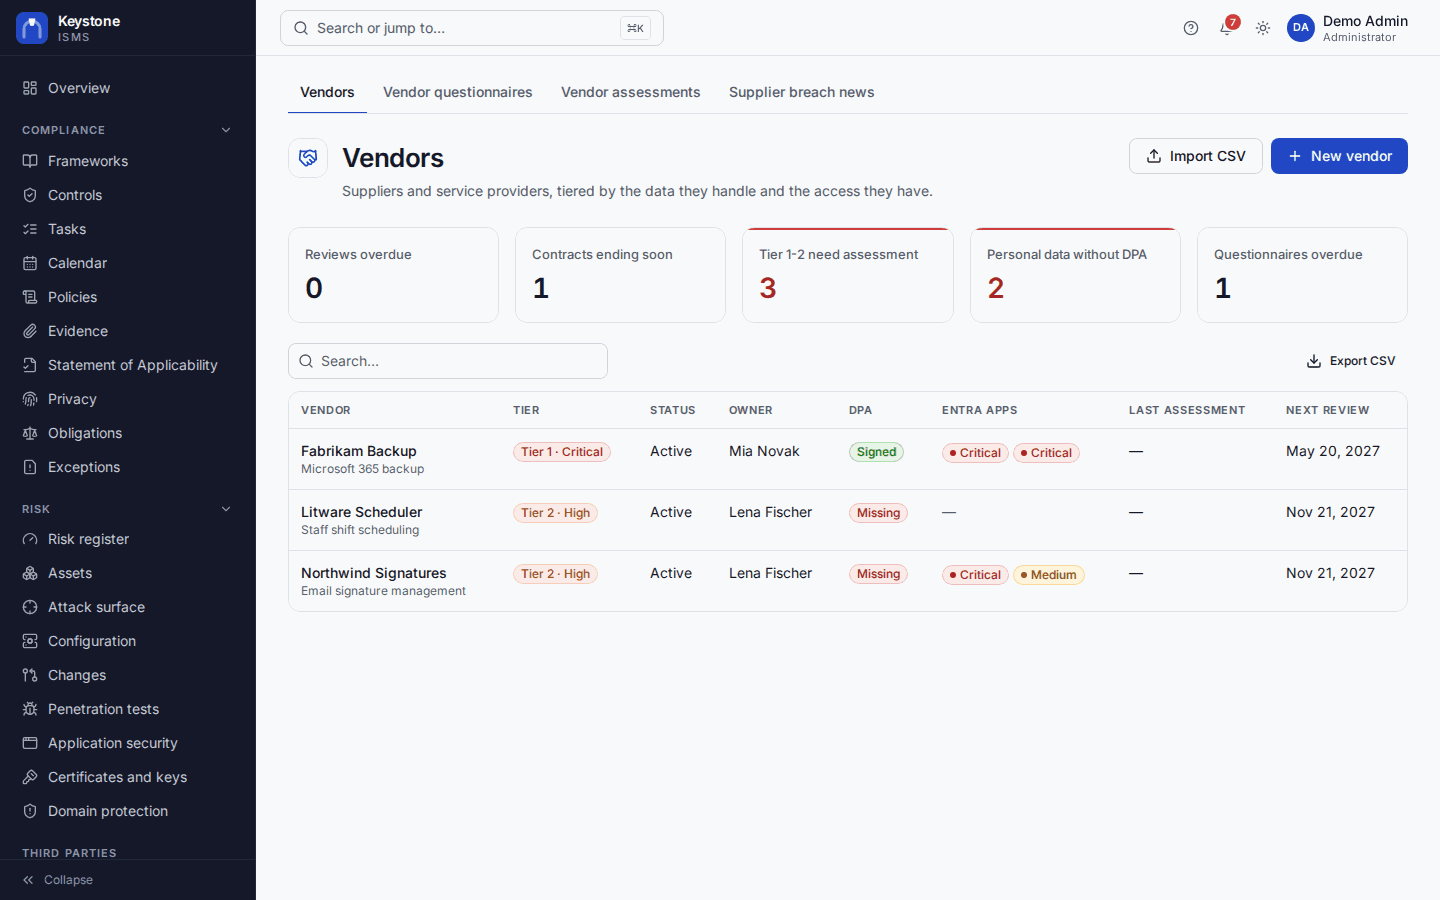 Keystone
ISMS
Search or jump to...
⌘K
7
DA
Demo Admin
Administrator
Overview
COMPLIANCE
Frameworks
Controls
Tasks
Calendar
Policies
Evidence
Statement of Applicability
Privacy
Obligations
Exceptions
RISK
Risk register
Assets
Attack surface
Configuration
Changes
Penetration tests
Application security
Certificates and keys
Domain protection
THIRD PARTIES
Collapse
Vendors Vendor questionnaires Vendor assessments Supplier breach news
Vendors
Suppliers and service providers, tiered by the data they handle and the access they have.
Import CSV
New vendor
Reviews overdue
0
Contracts ending soon
1
Tier 1-2 need assessment
3
Personal data without DPA
2
Questionnaires overdue
1
Search...
Export CSV
VENDOR TIER STATUS OWNER DPA ENTRA APPS LAST ASSESSMENT NEXT REVIEW
Fabrikam Backup Tier 1 · Critical Active Mia Novak Signed Critical Critical — May 20, 2027
Microsoft 365 backup
Litware Scheduler Tier 2 · High Active Lena Fischer Missing — — Nov 21, 2027
Staff shift scheduling
Northwind Signatures Tier 2 · High Active Lena Fischer Missing Critical Medium — Nov 21, 2027
Email signature management